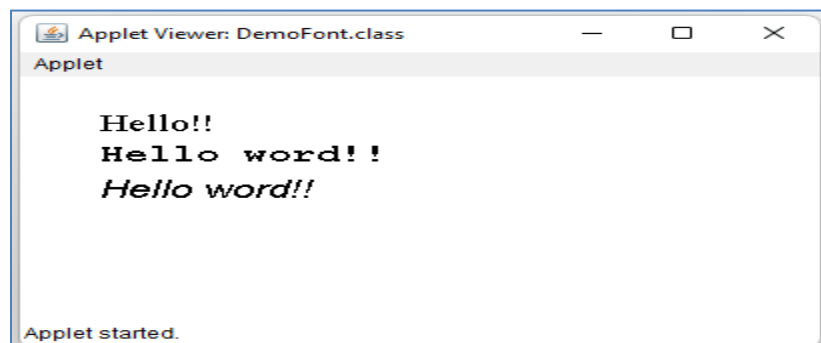 Applet Viewer: DemoFont.class
Applet
Hello!!
Hello word!!
Hello word!!
Applet started.